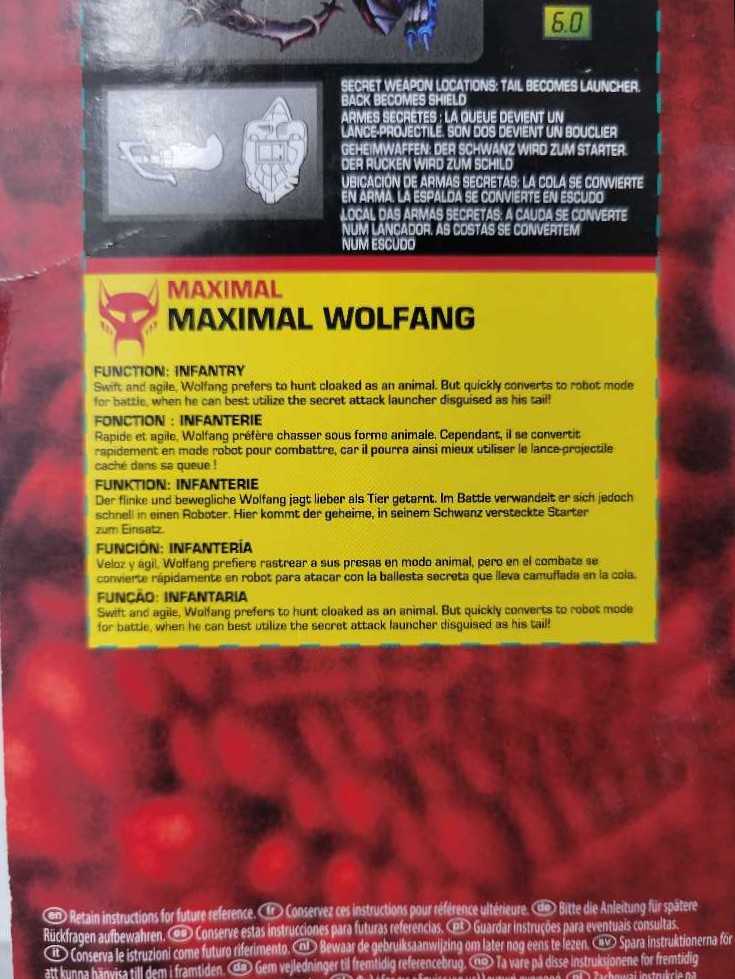 6.0
SECRET WEAPON LOCATIONS: TAIL BECOMES LAUNCHER.
BACK BECOMES SHIELD
ARMES SECRÈTES : LA QUEUE DEVIENT UN
LANCE-PROJECTILE. SON DOS DEVIENT UN BOUCLIER
GEHEIMWAFFEN: DER SCHWANZ WIRD ZUM STARTER.
DER RÜCKEN WIRD ZUM SCHILD
UBICACIÓN DE ARMAS SECRETAS: LA COLA SE CONVIERTE
EN ARMA. LA ESPALDA SE CONVIERTE EN ESCUDO
LOCAL DAS ARMAS SECRETAS: A CAUDA SE CONVERTE
NUM LANÇADOR. AS COSTAS SE CONVERTEM
NUM ESCUDO
MAXIMAL
MAXIMAL WOLFANG
FUNCTION: INFANTRY
Swift and agile, Wolfang prefers to hunt cloaked as an animal. But quickly converts to robot mode
for battle, when he can best utilize the secret attack launcher disguised as his tail!
FONCTION : INFANTERIE
Rapide et agile, Wolfang préfère chasser sous forme animale. Cependant, il se convertit
rapidement en mode robot pour combattre, car il pourra ainsi mieux utiliser le lance-projectile
caché dans sa queue !
FUNKTION: INFANTERIE
Der flinke und bewegliche Wolfang jagt lieber als Tier getarnt. Im Battle verwandelt er sich jedoch
schnell in einen Roboter. Hier kommt der geheime, in seinem Schwanz versteckte Starter
zum Einsatz.
FUNCIÓN: INFANTERÍA
Veloz y ágil, Wolfang prefiere rastrear a sus presas en modo animal, pero en el combate se
convierte rápidamente en robot para atacar con la ballesta secreta que lleva camuflada en la cola.
FUNÇÃO: INFANTARIA
Swift and agile, Wolfang prefers to hunt cloaked as an animal. But quickly converts to robot mode
for battle, when he can best utilize the secret attack launcher disguised as his tail!
en Retain instructions for future reference. fr Conservez ces instructions pour référence ultérieure. de Bitte die Anleitung für spätere
Rückfragen aufbewahren. es Conserve estas instrucciones para futuras referencias. pt Guardar instruções para eventuais consultas.
it Conserva le istruzioni come futuro riferimento. nl Bewaar de gebruiksaanwijzing om later nog eens te lezen. sv Spara instruktionerna för
att kunna hänvisa till dem i framtiden. da Gem vejledninger til fremtidig referencebrug. no Ta vare på disse instruksjonene for fremtidig